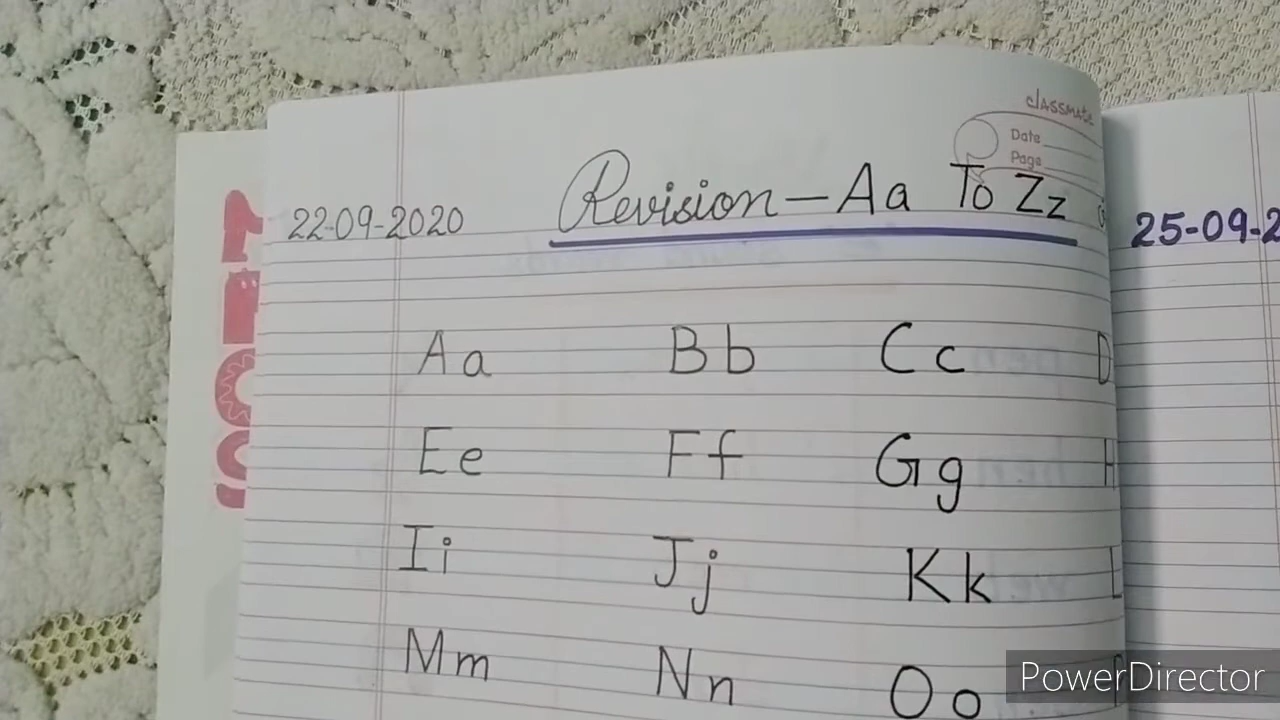 classmate
Date
Page
22-09-2020 Revision - Aa To Zz
25-09-2
Aa Bb Cc D
Ee Ff Gg H
Ii Jj Kk L
Mm Nn Oo P
PowerDirector